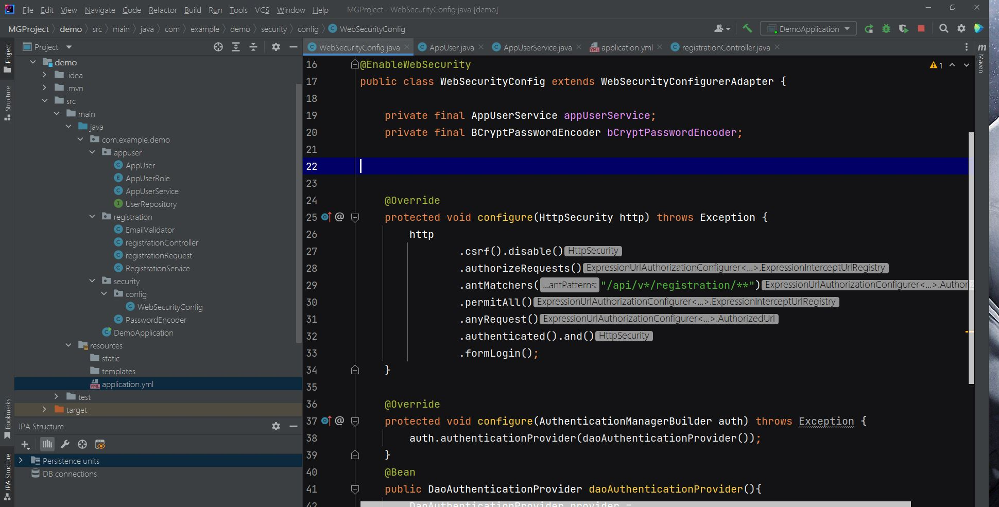 File Edit View Navigate Code Refactor Build Run Tools VCS Window Help MGProject - WebSecurityConfig.java [demo]
MGProject demo src main java com example demo security config WebSecurityConfig DemoApplication
Project
WebSecurityConfig.java AppUser.java AppUserService.java application.yml registrationController.java
Project
Structure
Bookmarks
JPA Structure
demo
.idea
.mvn
src
main
java
com.example.demo
appuser
AppUser
AppUserRole
AppUserService
UserRepository
registration
EmailValidator
registrationController
registrationRequest
RegistrationService
security
config
WebSecurityConfig
PasswordEncoder
DemoApplication
resources
static
templates
application.yml
test
target
JPA Structure
Persistence units
DB connections
16 @EnableWebSecurity
17 public class WebSecurityConfig extends WebSecurityConfigurerAdapter {
18
19 private final AppUserService appUserService;
20 private final BCryptPasswordEncoder bCryptPasswordEncoder;
21
22
23
24 @Override
25 @ protected void configure(HttpSecurity http) throws Exception {
26 http
27 .csrf().disable() HttpSecurity
28 .authorizeRequests() ExpressionUrlAuthorizationConfigurer<...>.ExpressionInterceptUrlRegistry
29 .antMatchers( ...antPatterns: "/api/v*/registration/**") ExpressionUrlAuthorizationConfigurer<...>.Authoriz
30 .permitAll() ExpressionUrlAuthorizationConfigurer<...>.ExpressionInterceptUrlRegistry
31 .anyRequest() ExpressionUrlAuthorizationConfigurer<...>.AuthorizedUrl
32 .authenticated().and() HttpSecurity
33 .formLogin();
34 }
35
36 @Override
37 @ protected void configure(AuthenticationManagerBuilder auth) throws Exception {
38 auth.authenticationProvider(daoAuthenticationProvider());
39 }
40 @Bean
41 public DaoAuthenticationProvider daoAuthenticationProvider(){
42 DaoAuthenticationProvider provider =
1
m
Maven